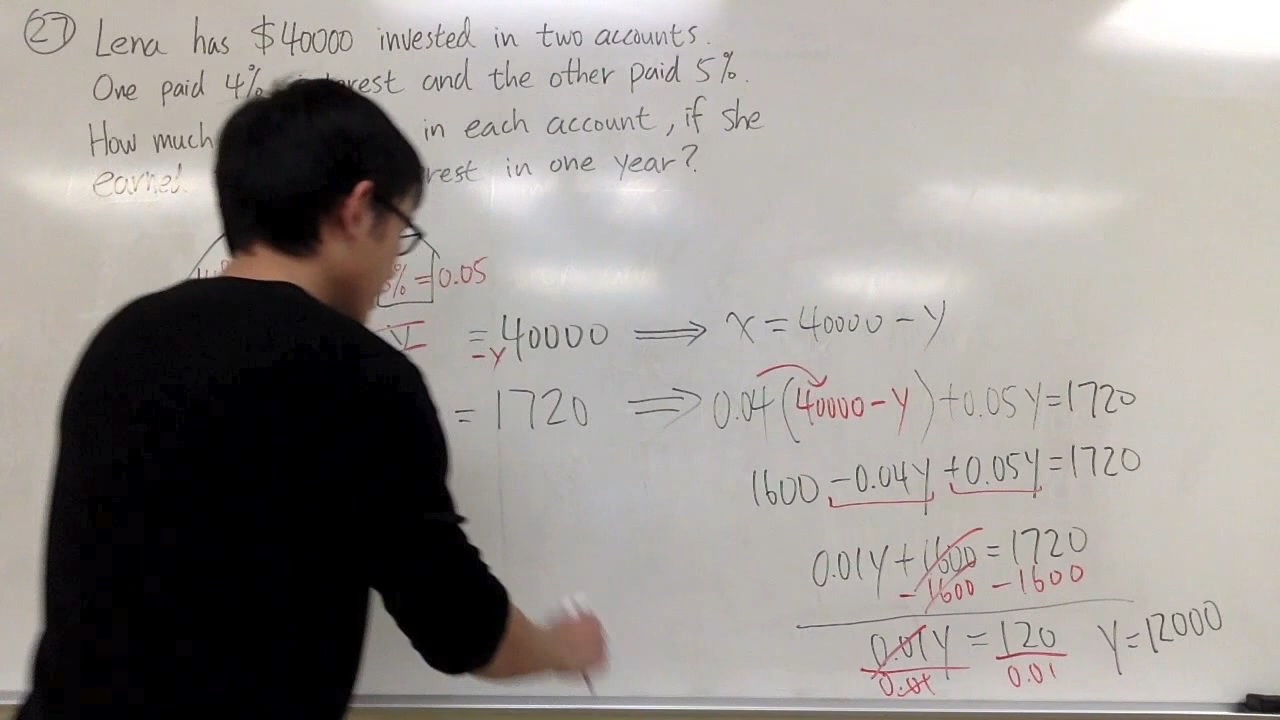 27 Lena has $40000 invested in two accounts.
One paid 4% interest and the other paid 5%.
How much in each account, if she
earned rest in one year?
% = 0.05
= 40000 ⟹ x = 40000 - y
-y
= 1720 ⟹ 0.04(40000-y)+0.05y=1720
1600 -0.04y +0.05y = 1720
0.01y + 1600 = 1720
-1600 -1600
0.01y = 120 y=12000
0.01 0.01